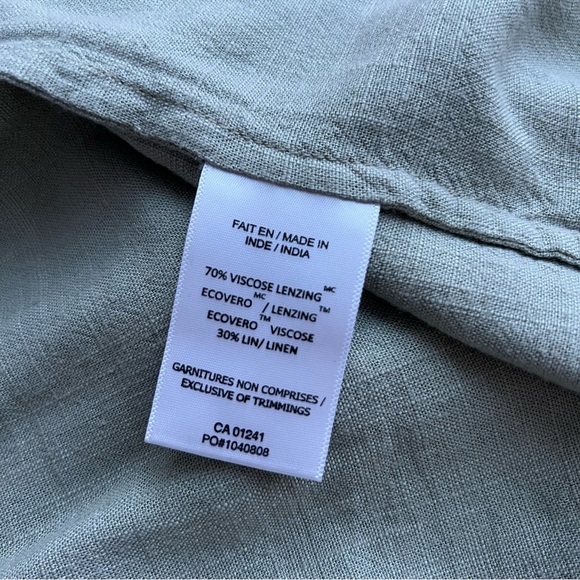 FAIT EN / MADE IN
INDE / INDIA
70% VISCOSE LENZING MC
ECOVERO MC / LENZING TM
ECOVERO TM VISCOSE
30% LIN/ LINEN
GARNITURES NON COMPRISES /
EXCLUSIVE OF TRIMMINGS
CA 01241
PO#1040808